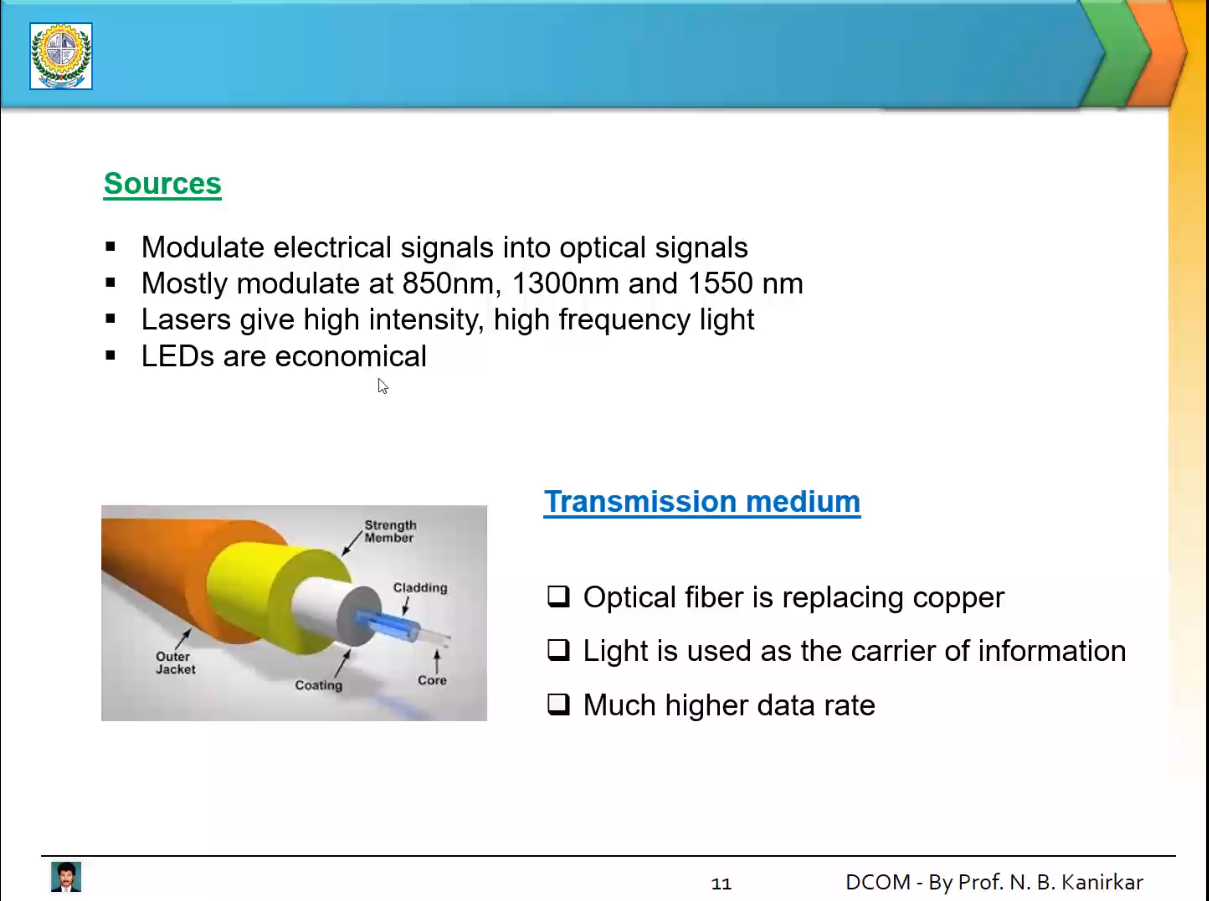 Sources
▪ Modulate electrical signals into optical signals
▪ Mostly modulate at 850nm, 1300nm and 1550 nm
▪ Lasers give high intensity, high frequency light
▪ LEDs are economical
Strength
Member
Cladding
Outer
Jacket
Coating
Core
Transmission medium
❑ Optical fiber is replacing copper
❑ Light is used as the carrier of information
❑ Much higher data rate
11
DCOM - By Prof. N. B. Kanirkar